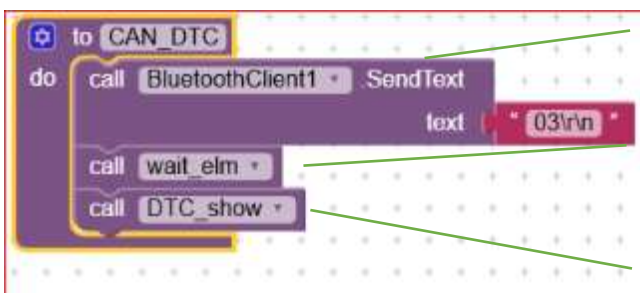 to CAN_DTC
do call BluetoothClient1 .SendText
text " 03\r\n "
call wait_elm
call DTC_show